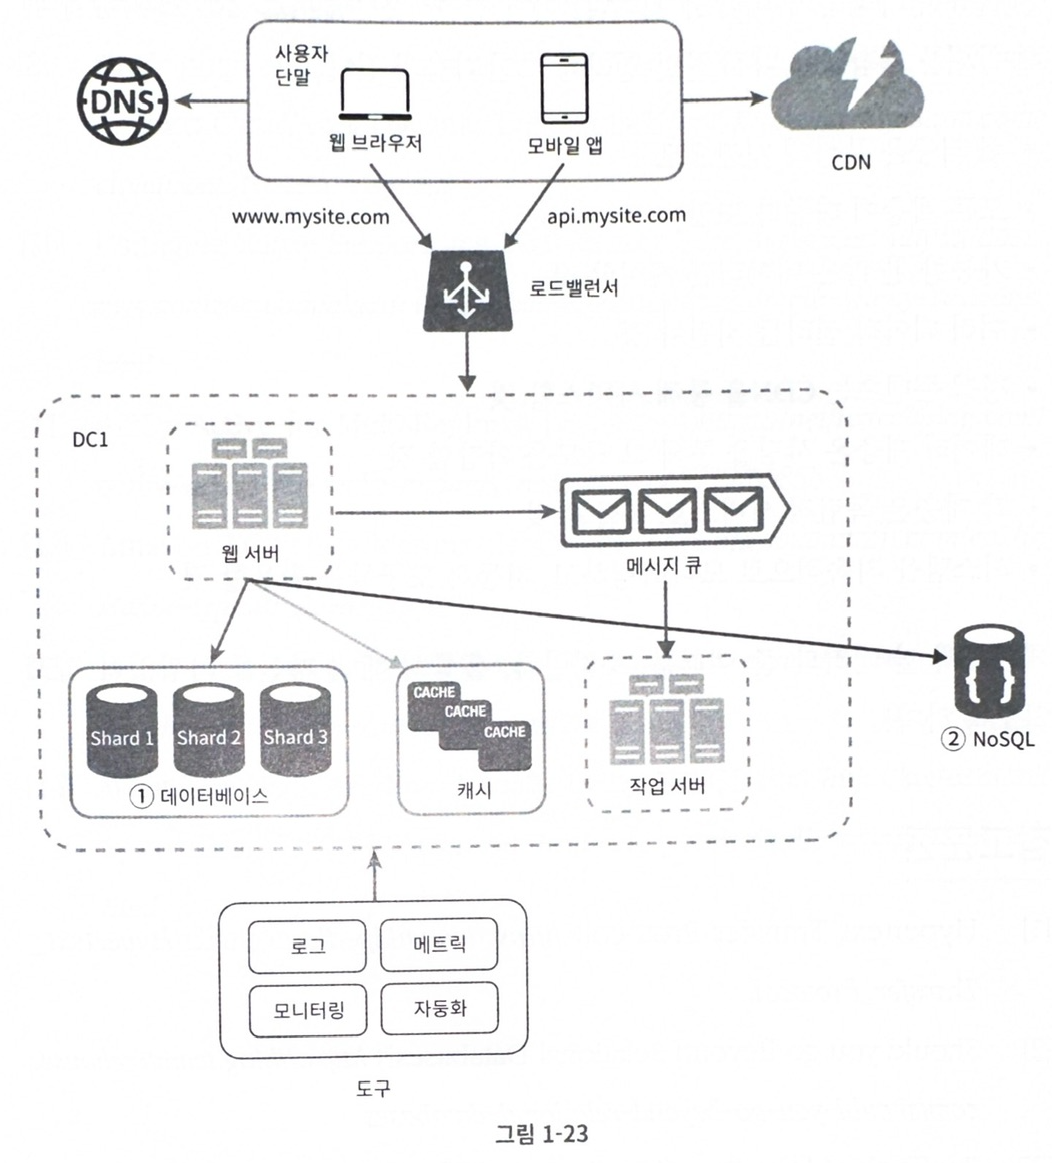 사용자
단말
DNS
웹 브라우저
모바일 앱
CDN
www.mysite.com
api.mysite.com
로드밸런서
DC1
웹 서버
메시지 큐
Shard 1
Shard 2
Shard 3
① 데이터베이스
CACHE
CACHE
CACHE
캐시
작업 서버
{ }
② NoSQL
로그
메트릭
모니터링
자동화
도구
그림 1-23